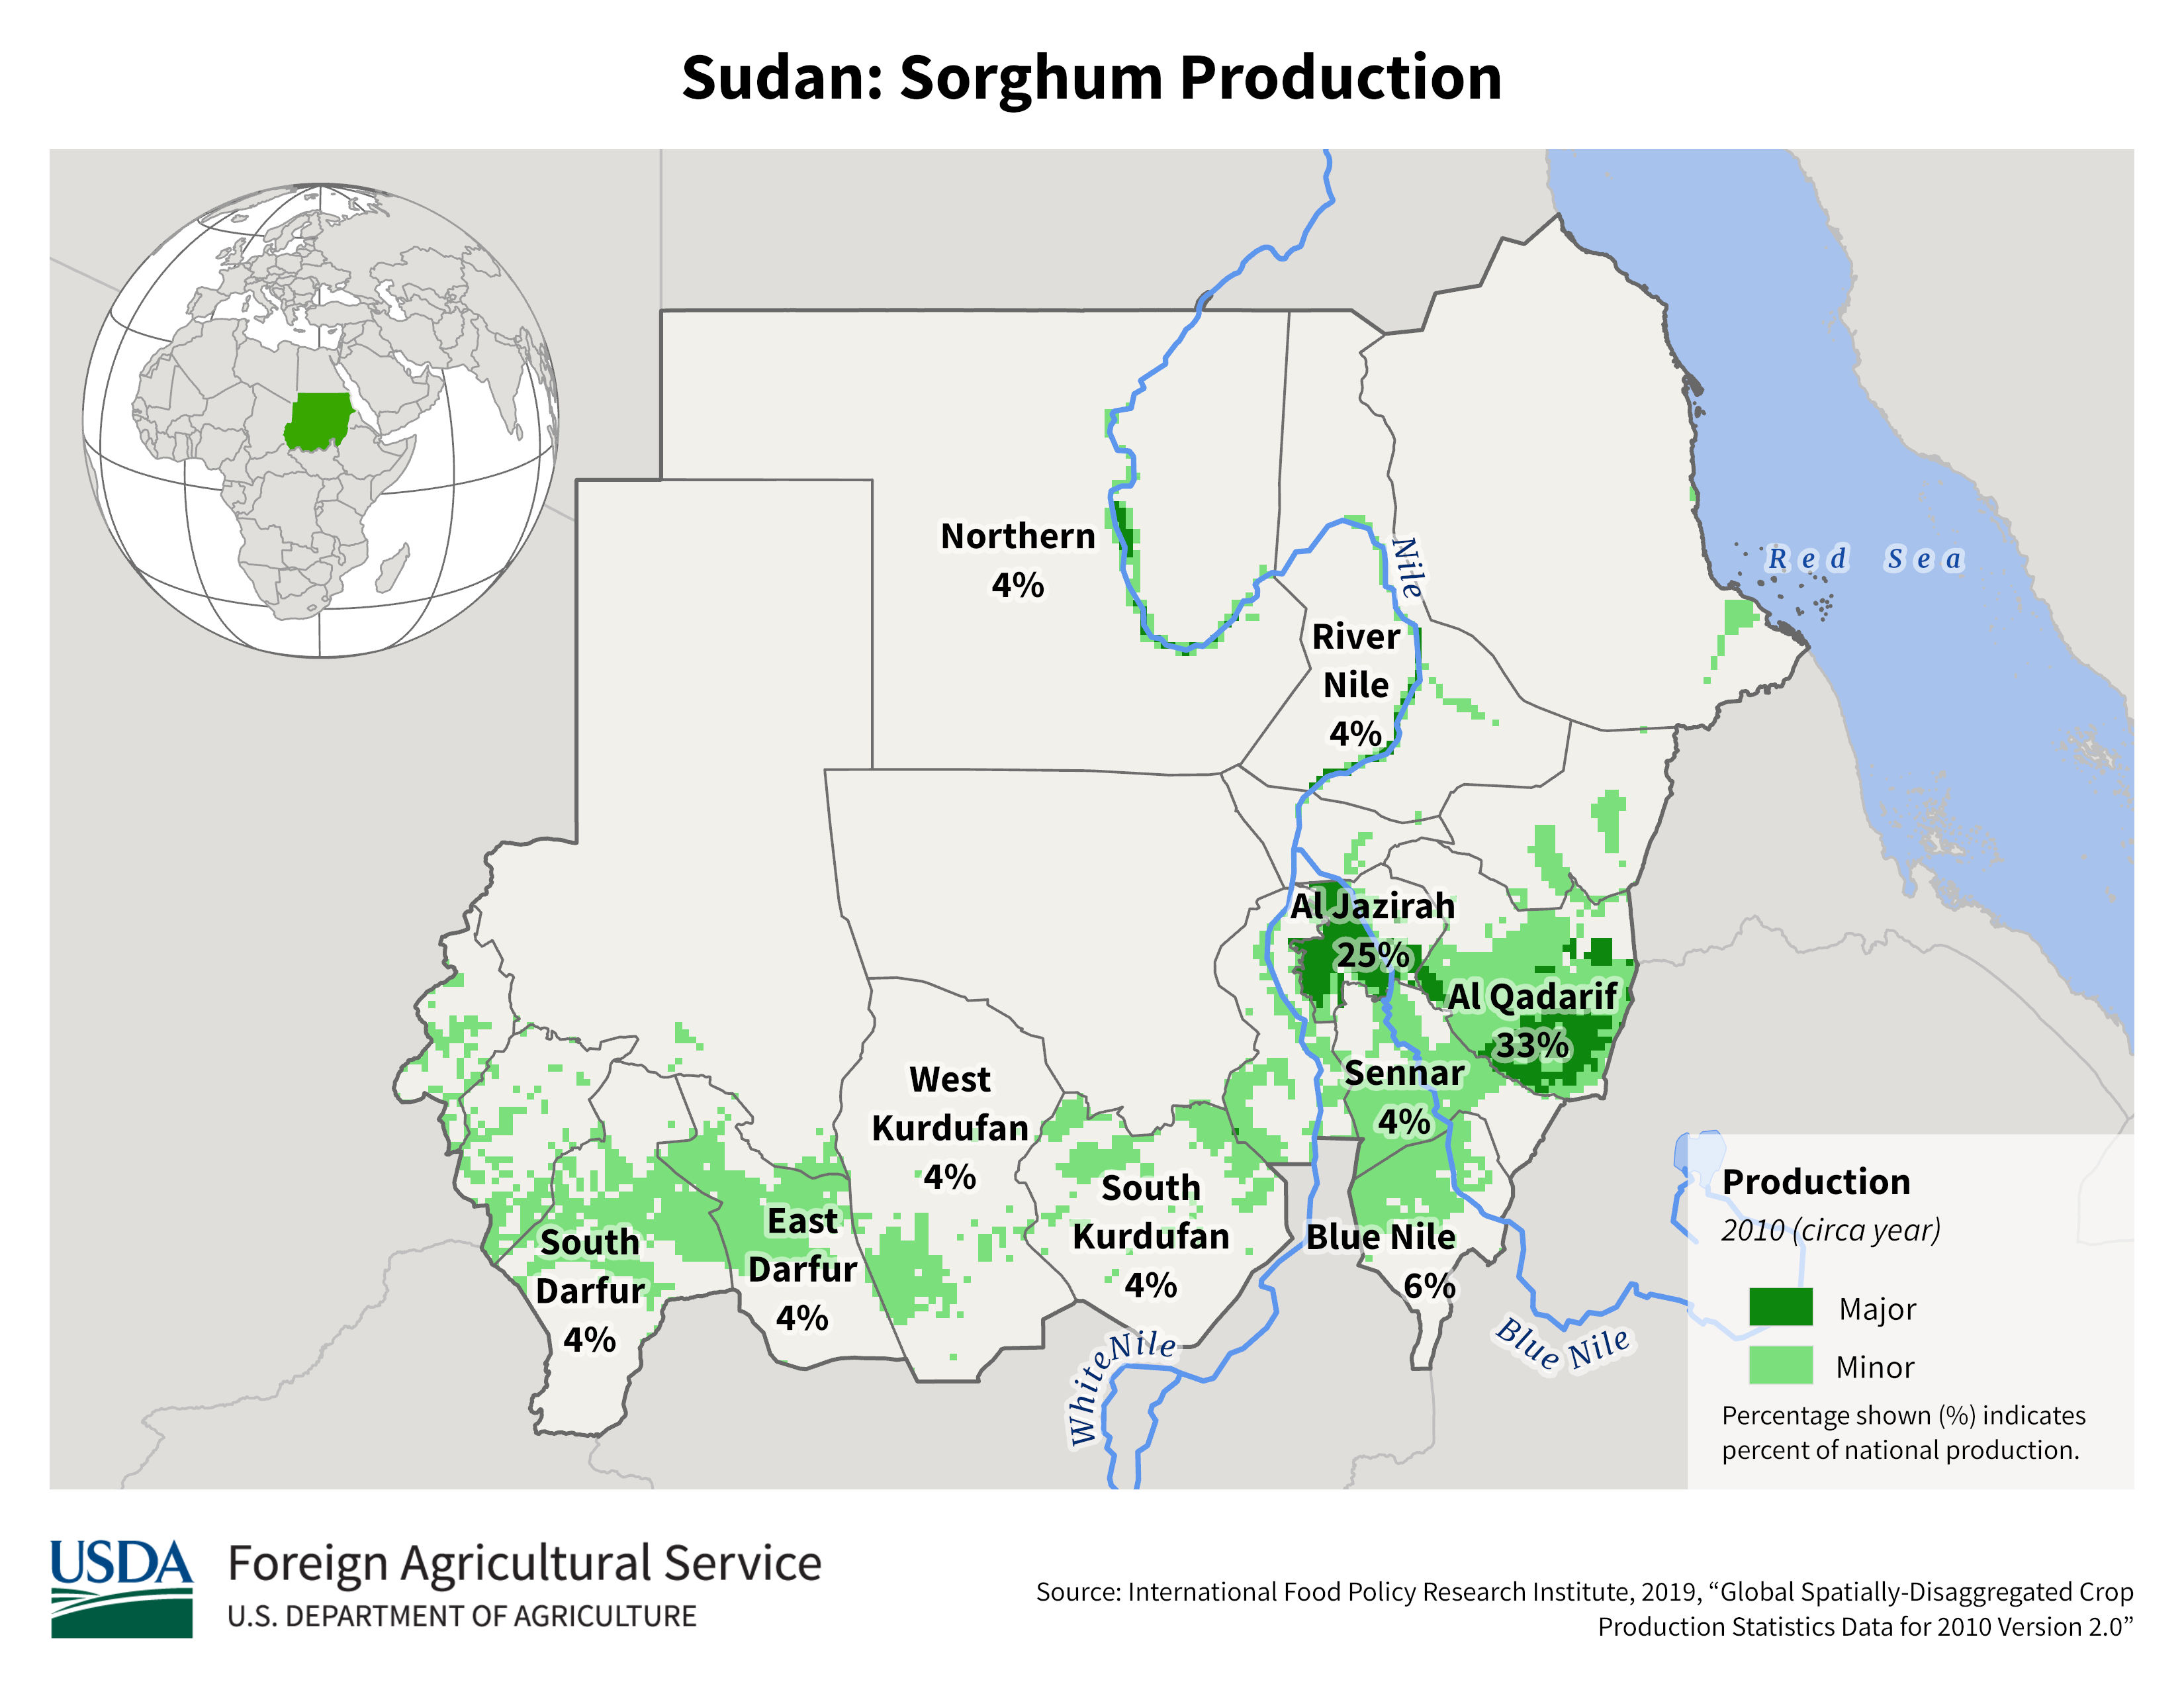 Sudan: Sorghum Production
Northern
4%
Nile
Red Sea
River
Nile
4%
Al Jazirah
25%
Al Qadarif
33%
Sennar
4%
West
Kurdufan
4%
South
Kurdufan
4%
East
Darfur
4%
South
Darfur
4%
Blue Nile
6%
White Nile
Blue Nile
Production
2010 (circa year)
Major
Minor
Percentage shown (%) indicates
percent of national production.
USDA
Foreign Agricultural Service
U.S. DEPARTMENT OF AGRICULTURE
Source: International Food Policy Research Institute, 2019, “Global Spatially-Disaggregated Crop
Production Statistics Data for 2010 Version 2.0”